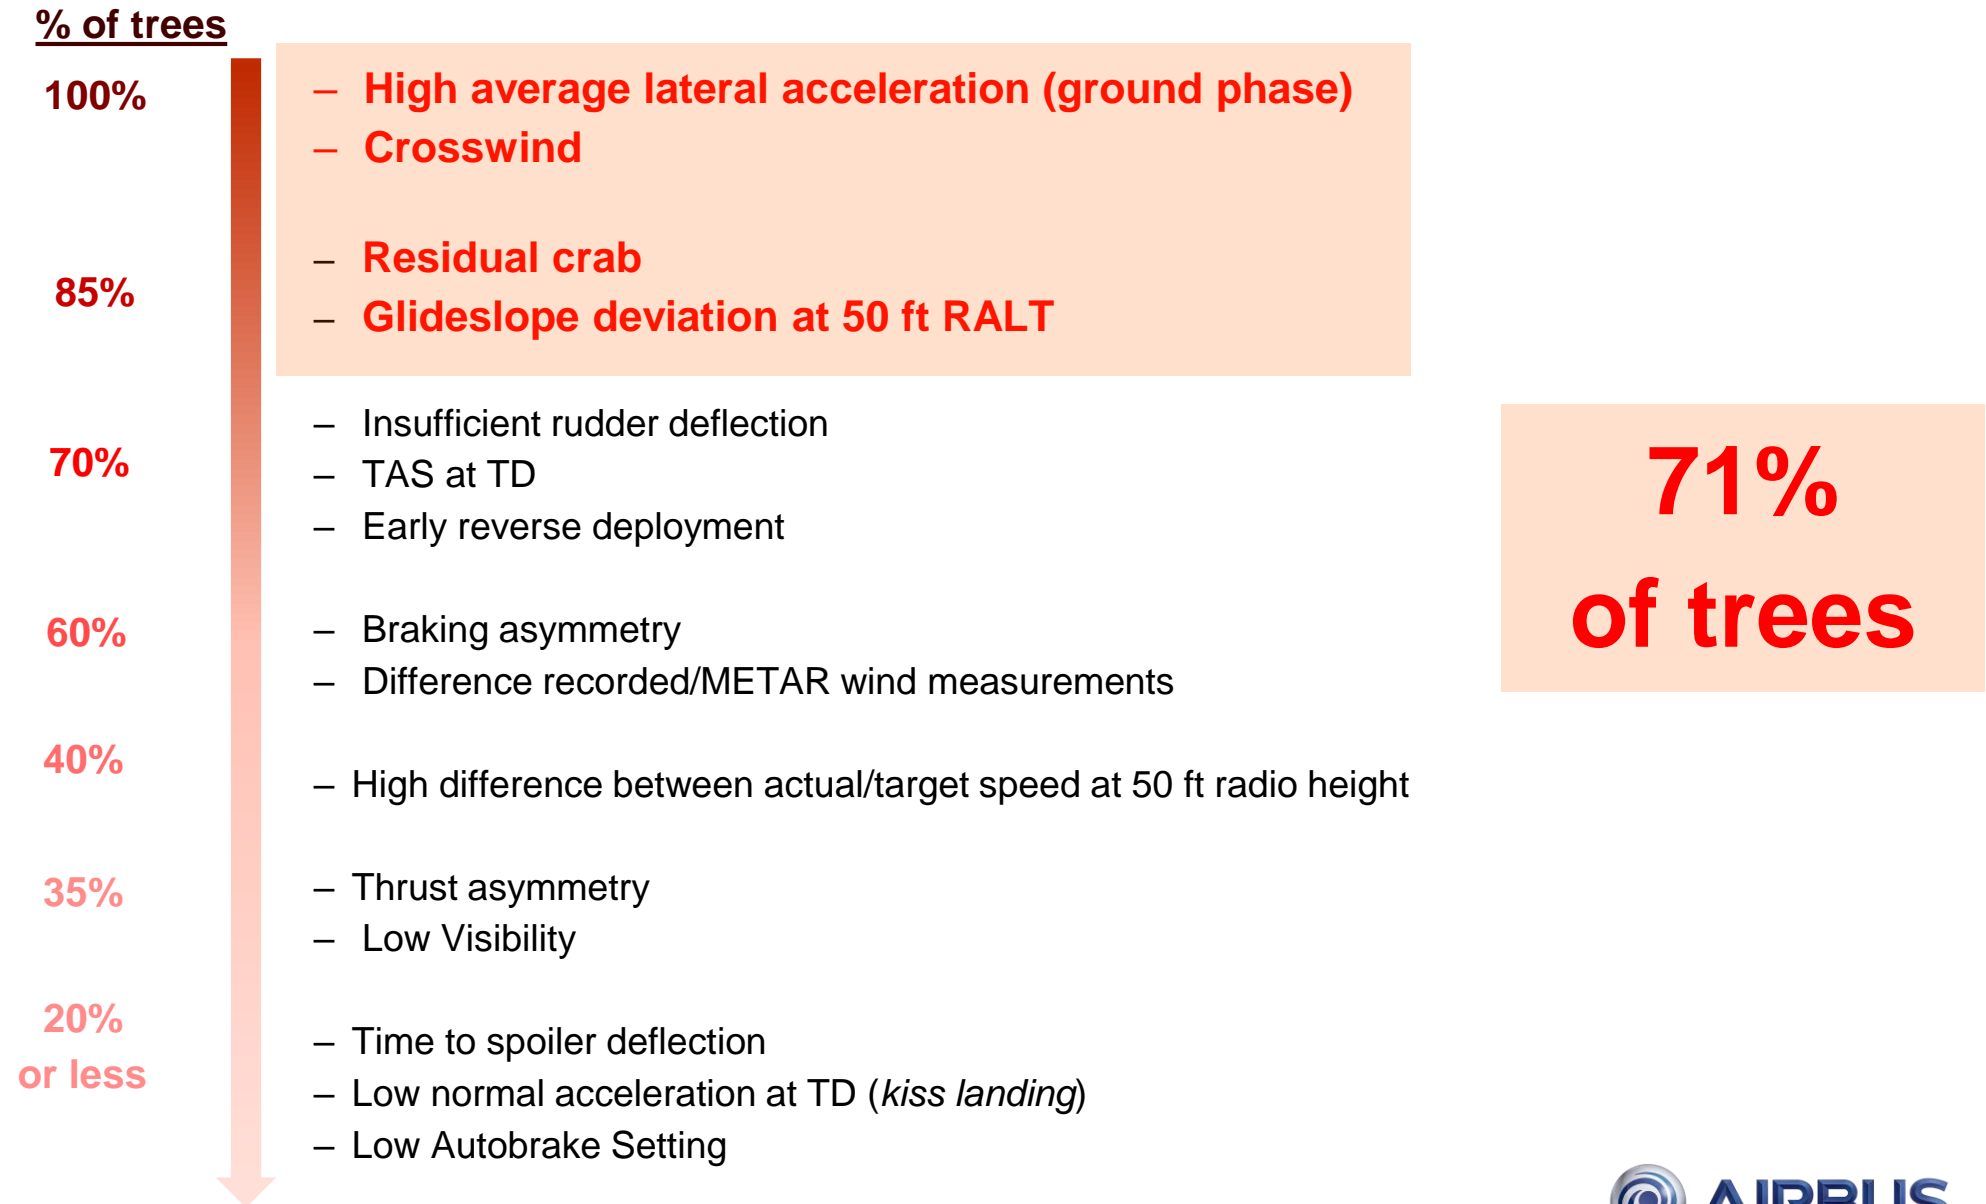 % of trees
100%
– High average lateral acceleration (ground phase)
– Crosswind
85%
– Residual crab
– Glideslope deviation at 50 ft RALT
70%
– Insufficient rudder deflection
– TAS at TD
– Early reverse deployment
60%
– Braking asymmetry
– Difference recorded/METAR wind measurements
40%
– High difference between actual/target speed at 50 ft radio height
35%
– Thrust asymmetry
– Low Visibility
20%
or less
– Time to spoiler deflection
– Low normal acceleration at TD (kiss landing)
– Low Autobrake Setting
71%
of trees
AIRBUS